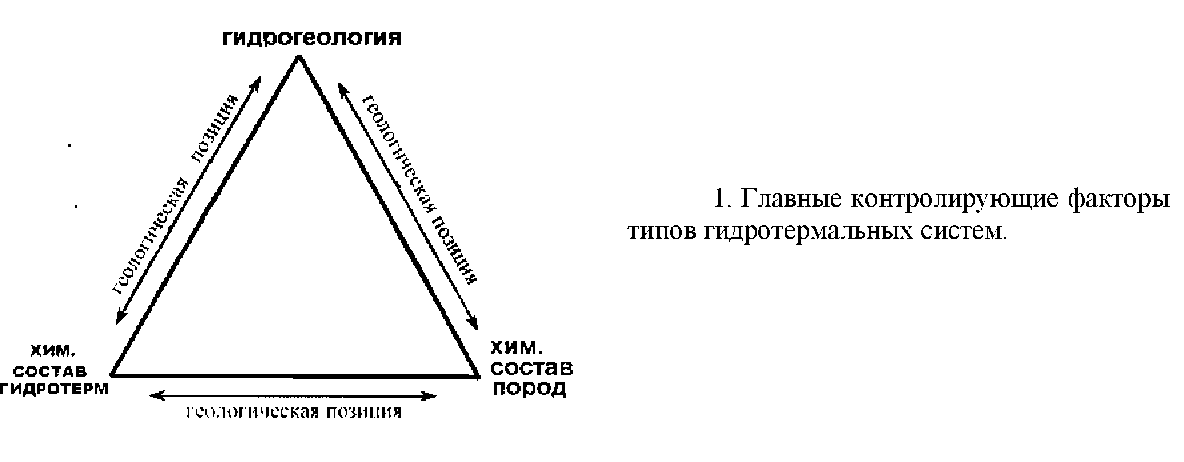 гидрогеология
геологическая позиция
геологическая позиция
1. Главные контролирующие факторы
типов гидротермальных систем.
хим.
состав
гидротерм
хим.
состав
пород
геологическая позиция